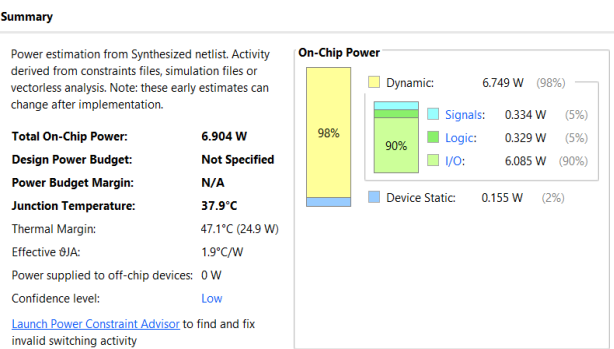 Summary
Power estimation from Synthesized netlist. Activity
derived from constraints files, simulation files or
vectorless analysis. Note: these early estimates can
change after implementation.
Total On-Chip Power: 6.904 W
Design Power Budget: Not Specified
Power Budget Margin: N/A
Junction Temperature: 37.9°C
Thermal Margin: 47.1°C (24.9 W)
Effective ϑJA: 1.9°C/W
Power supplied to off-chip devices: 0 W
Confidence level: Low
Launch Power Constraint Advisor to find and fix
invalid switching activity
On-Chip Power
98%
Dynamic: 6.749 W (98%)
90%
Signals: 0.334 W (5%)
Logic: 0.329 W (5%)
I/O: 6.085 W (90%)
Device Static: 0.155 W (2%)